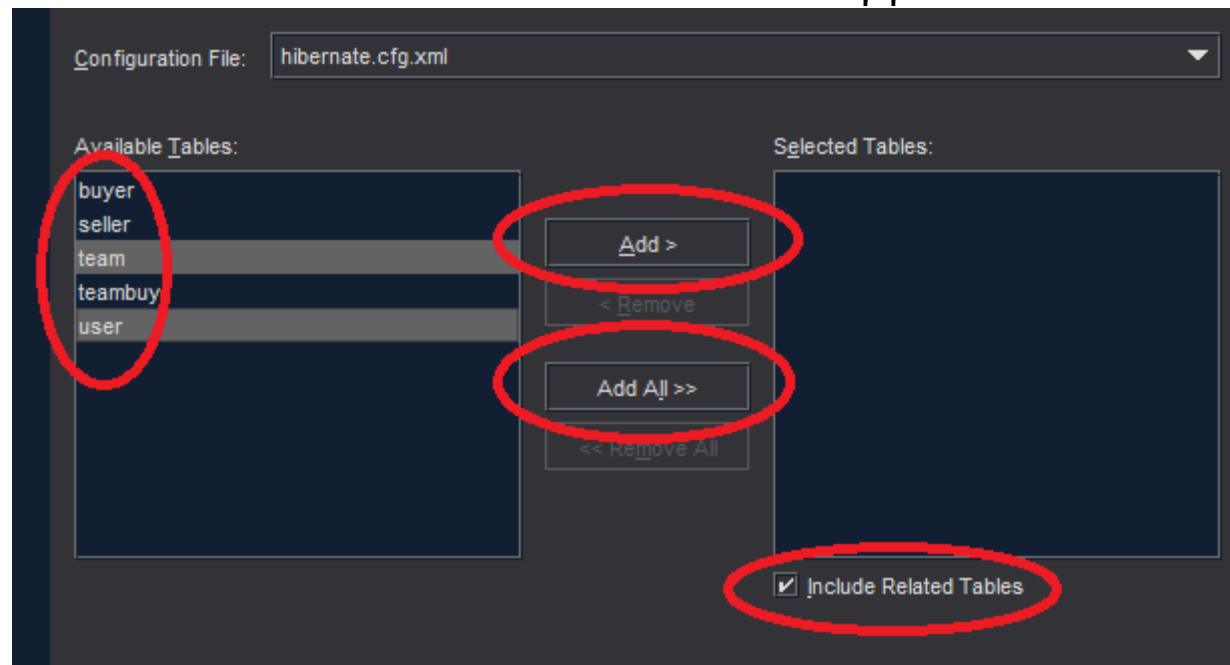 Configuration File: hibernate.cfg.xml
Available Tables:
Selected Tables:
buyer
seller
team
teambuy
user
Add >
< Remove
Add All >>
<< Remove All
Include Related Tables